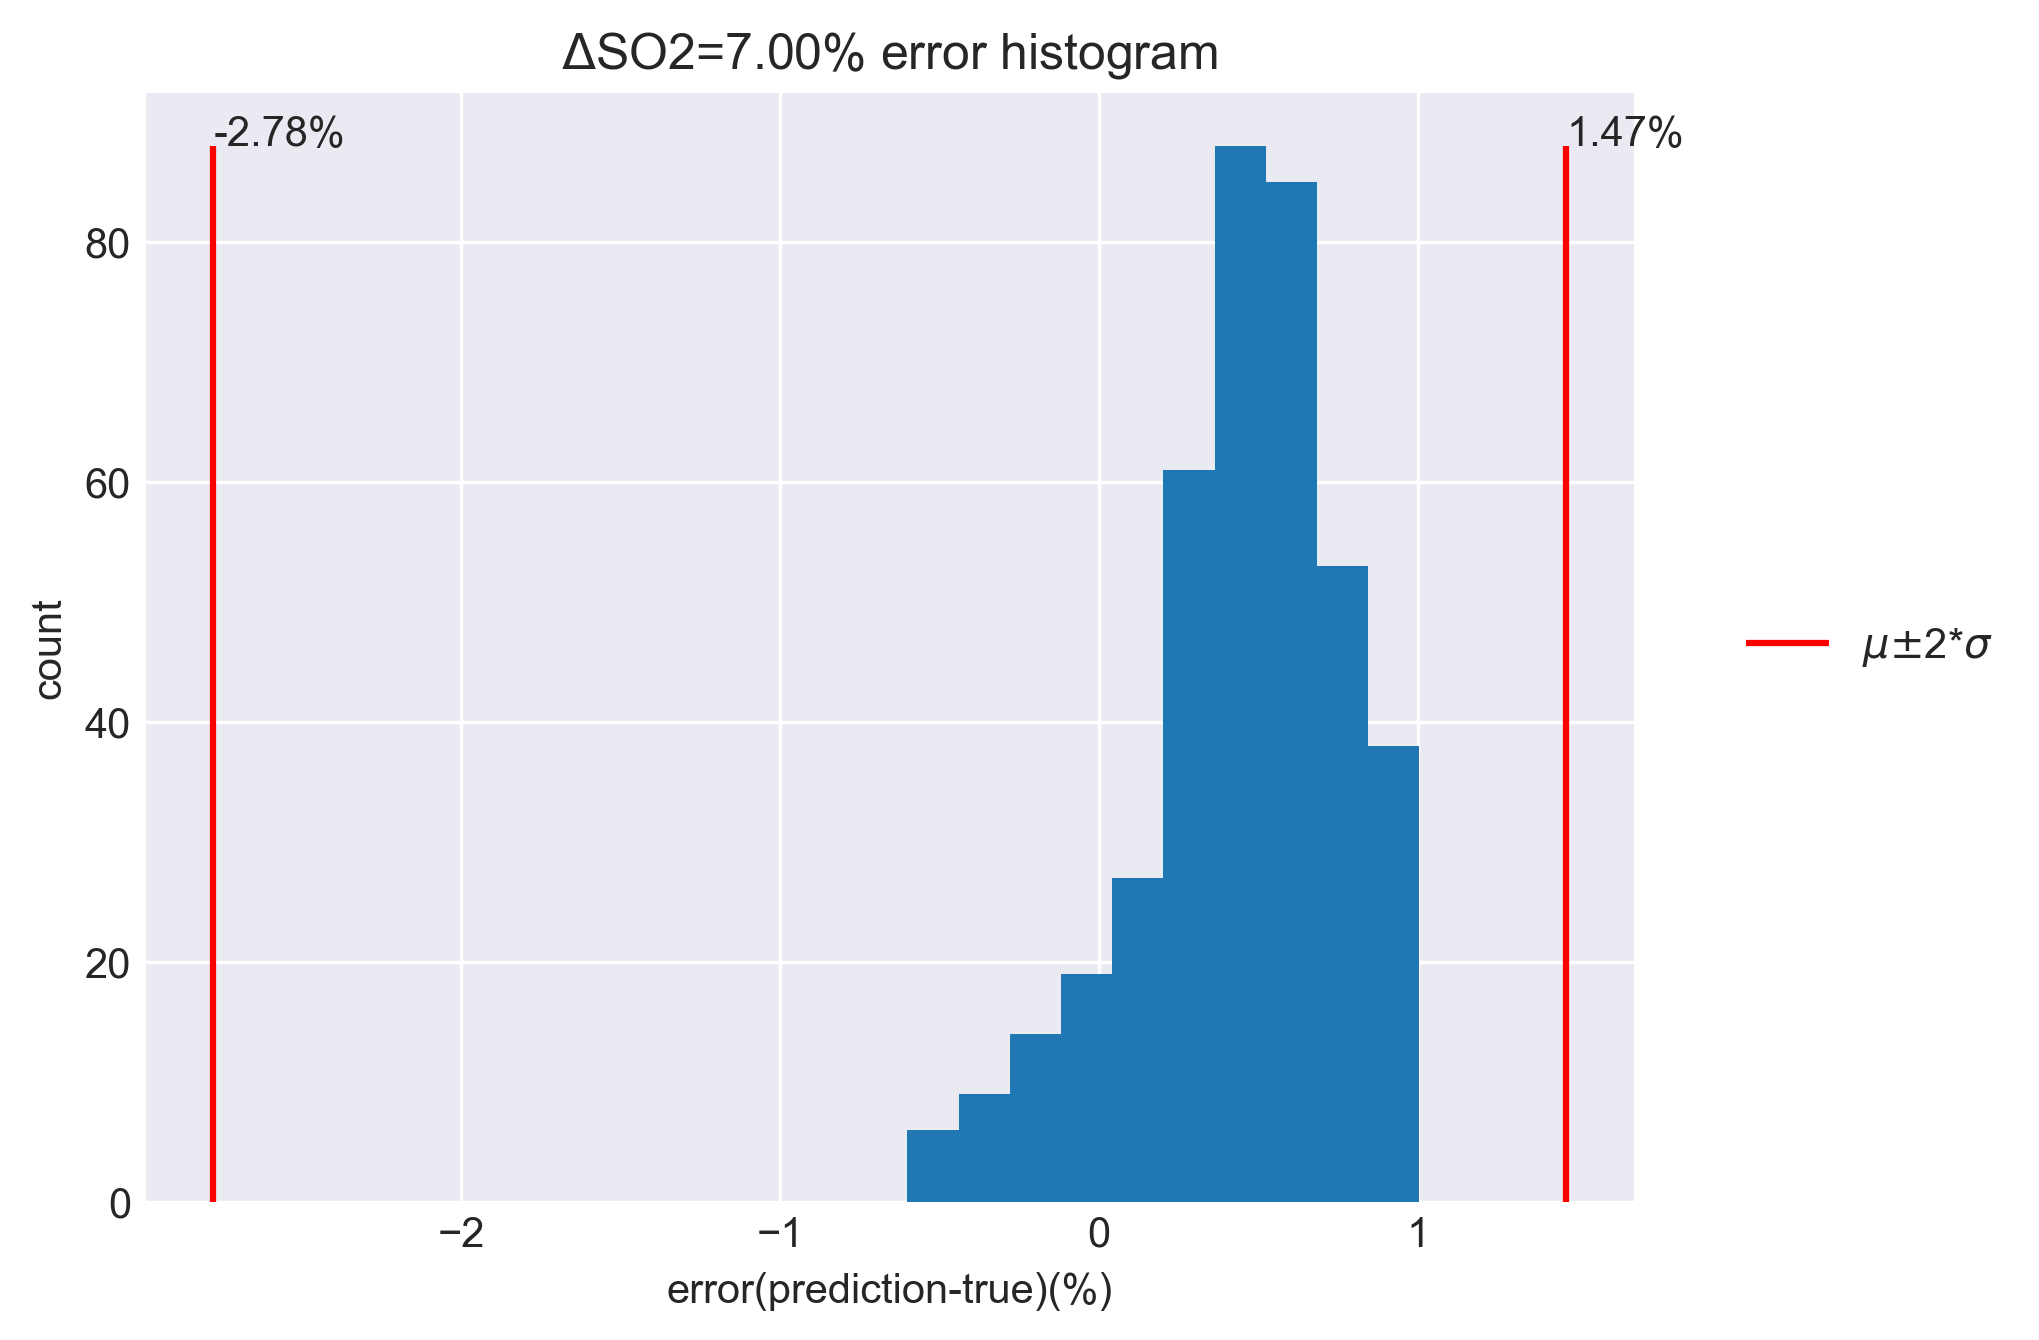 ΔSO2=7.00% error histogram
-2.78%
1.47%
80
60
40
20
0
count
μ±2*σ
−2
−1
0
1
error(prediction-true)(%)